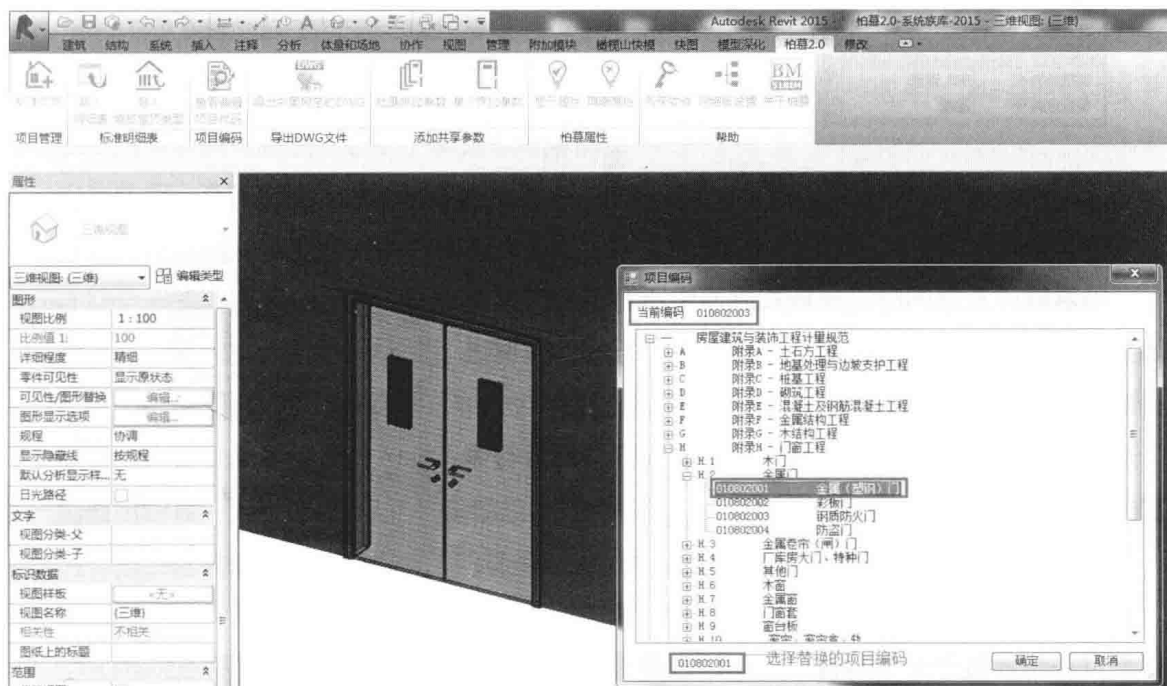 Autodesk Revit 2015 - 柏慕2.0-系统族库-2015 - 三维视图: {三维}
建筑 结构 系统 插入 注释 分析 体量和场地 协作 视图 管理 附加模块 橄榄山快模 快图 模型深化 柏慕2.0 修改
BM
项目管理 标准明细表 项目编码 导出DWG文件 添加共享参数 柏慕属性 帮助
属性
三维视图
三维视图: {三维} 编辑类型
图形
视图比例 1 : 100
比例值 1: 100
详细程度 精细
零件可见性 显示原状态
可见性/图形替换 编辑...
图形显示选项 编辑...
规程 协调
显示隐藏线 按规程
默认分析显示样... 无
日光路径
文字
视图分类-父
视图分类-子
标识数据
视图样板 <无>
视图名称 {三维}
相关性 不相关
图纸上的标题
范围
项目编码
当前编码 010802003
房屋建筑与装饰工程计量规范
A 附录A - 土石方工程
B 附录B - 地基处理与边坡支护工程
C 附录C - 桩基工程
D 附录D - 砌筑工程
E 附录E - 混凝土及钢筋混凝土工程
F 附录F - 金属结构工程
G 附录G - 木结构工程
H 附录H - 门窗工程
H.1 木门
H.2 金属门
010802001 金属（塑钢）门
010802002 彩板门
010802003 钢质防火门
010802004 防盗门
H.3 金属卷帘（闸）门
H.4 厂库房大门、特种门
H.5 其他门
H.6 木窗
H.7 金属窗
H.8 门窗套
H.9 窗台板
H.10
010802001 选择替换的项目编码 确定 取消